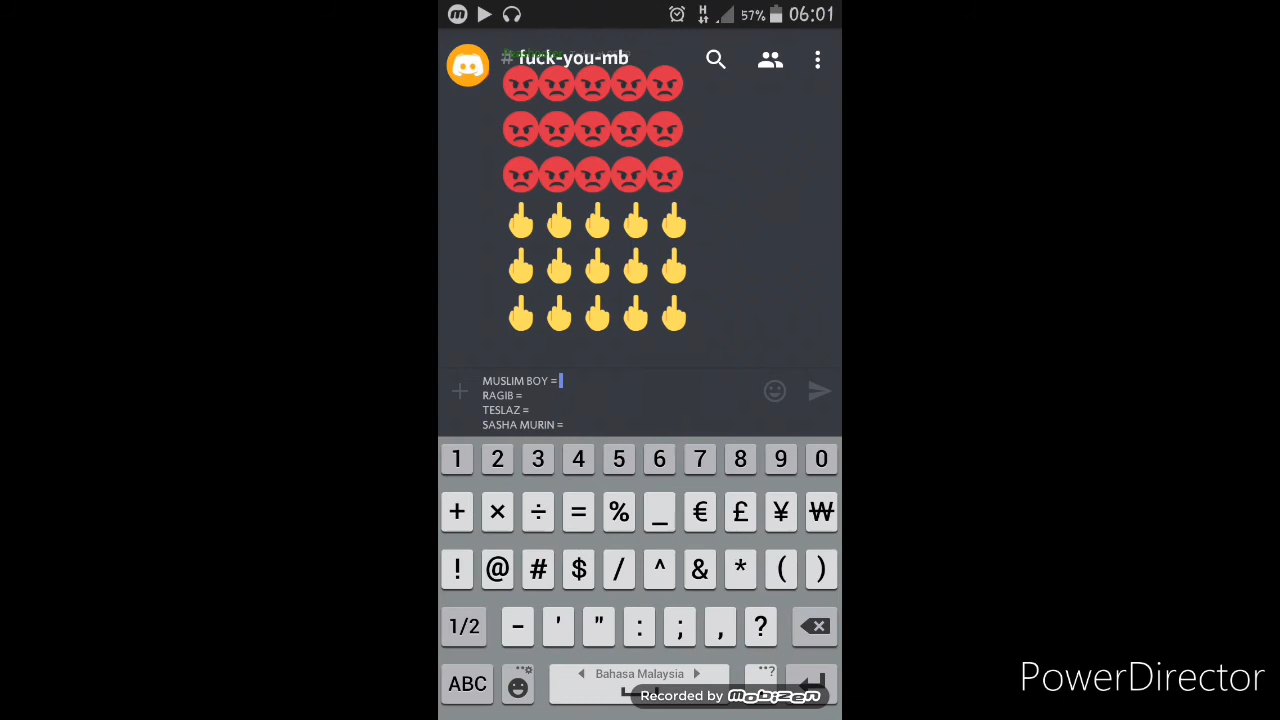 57% 06:01
# fuck-you-mb
MUSLIM BOY =
RAGIB =
TESLAZ =
SASHA MURIN =
1 2 3 4 5 6 7 8 9 0
+ × ÷ = % _ € £ ¥ ₩
! @ # $ / ^ & * ( )
1/2 - ' " : ; , ?
ABC Bahasa Malaysia
Recorded by mobizen
PowerDirector